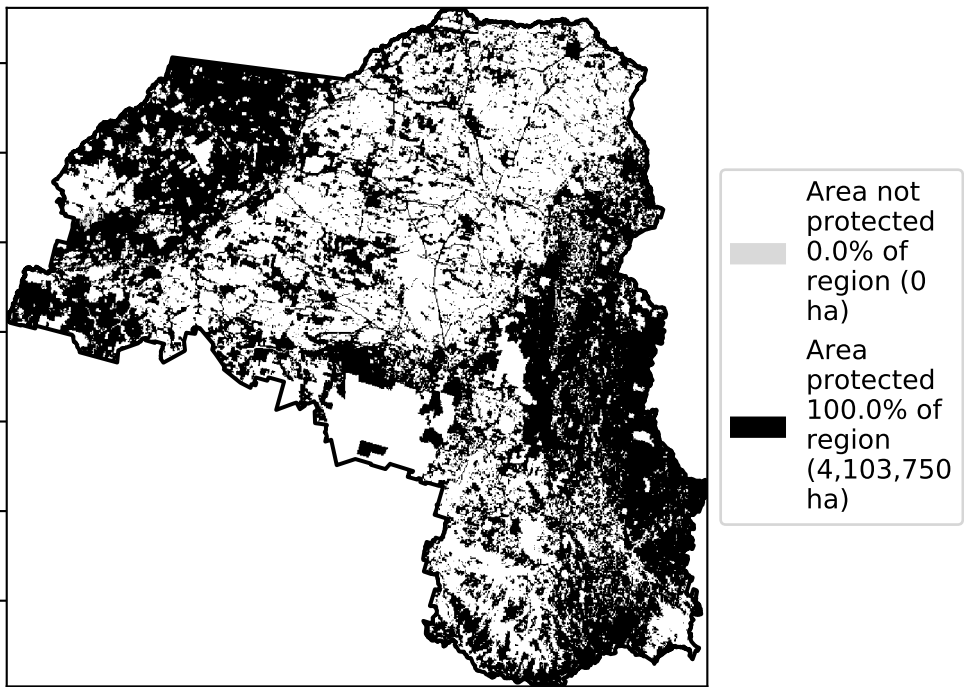 Area not
protected
0.0% of
region (0
ha)
Area
protected
100.0% of
region
(4,103,750
ha)